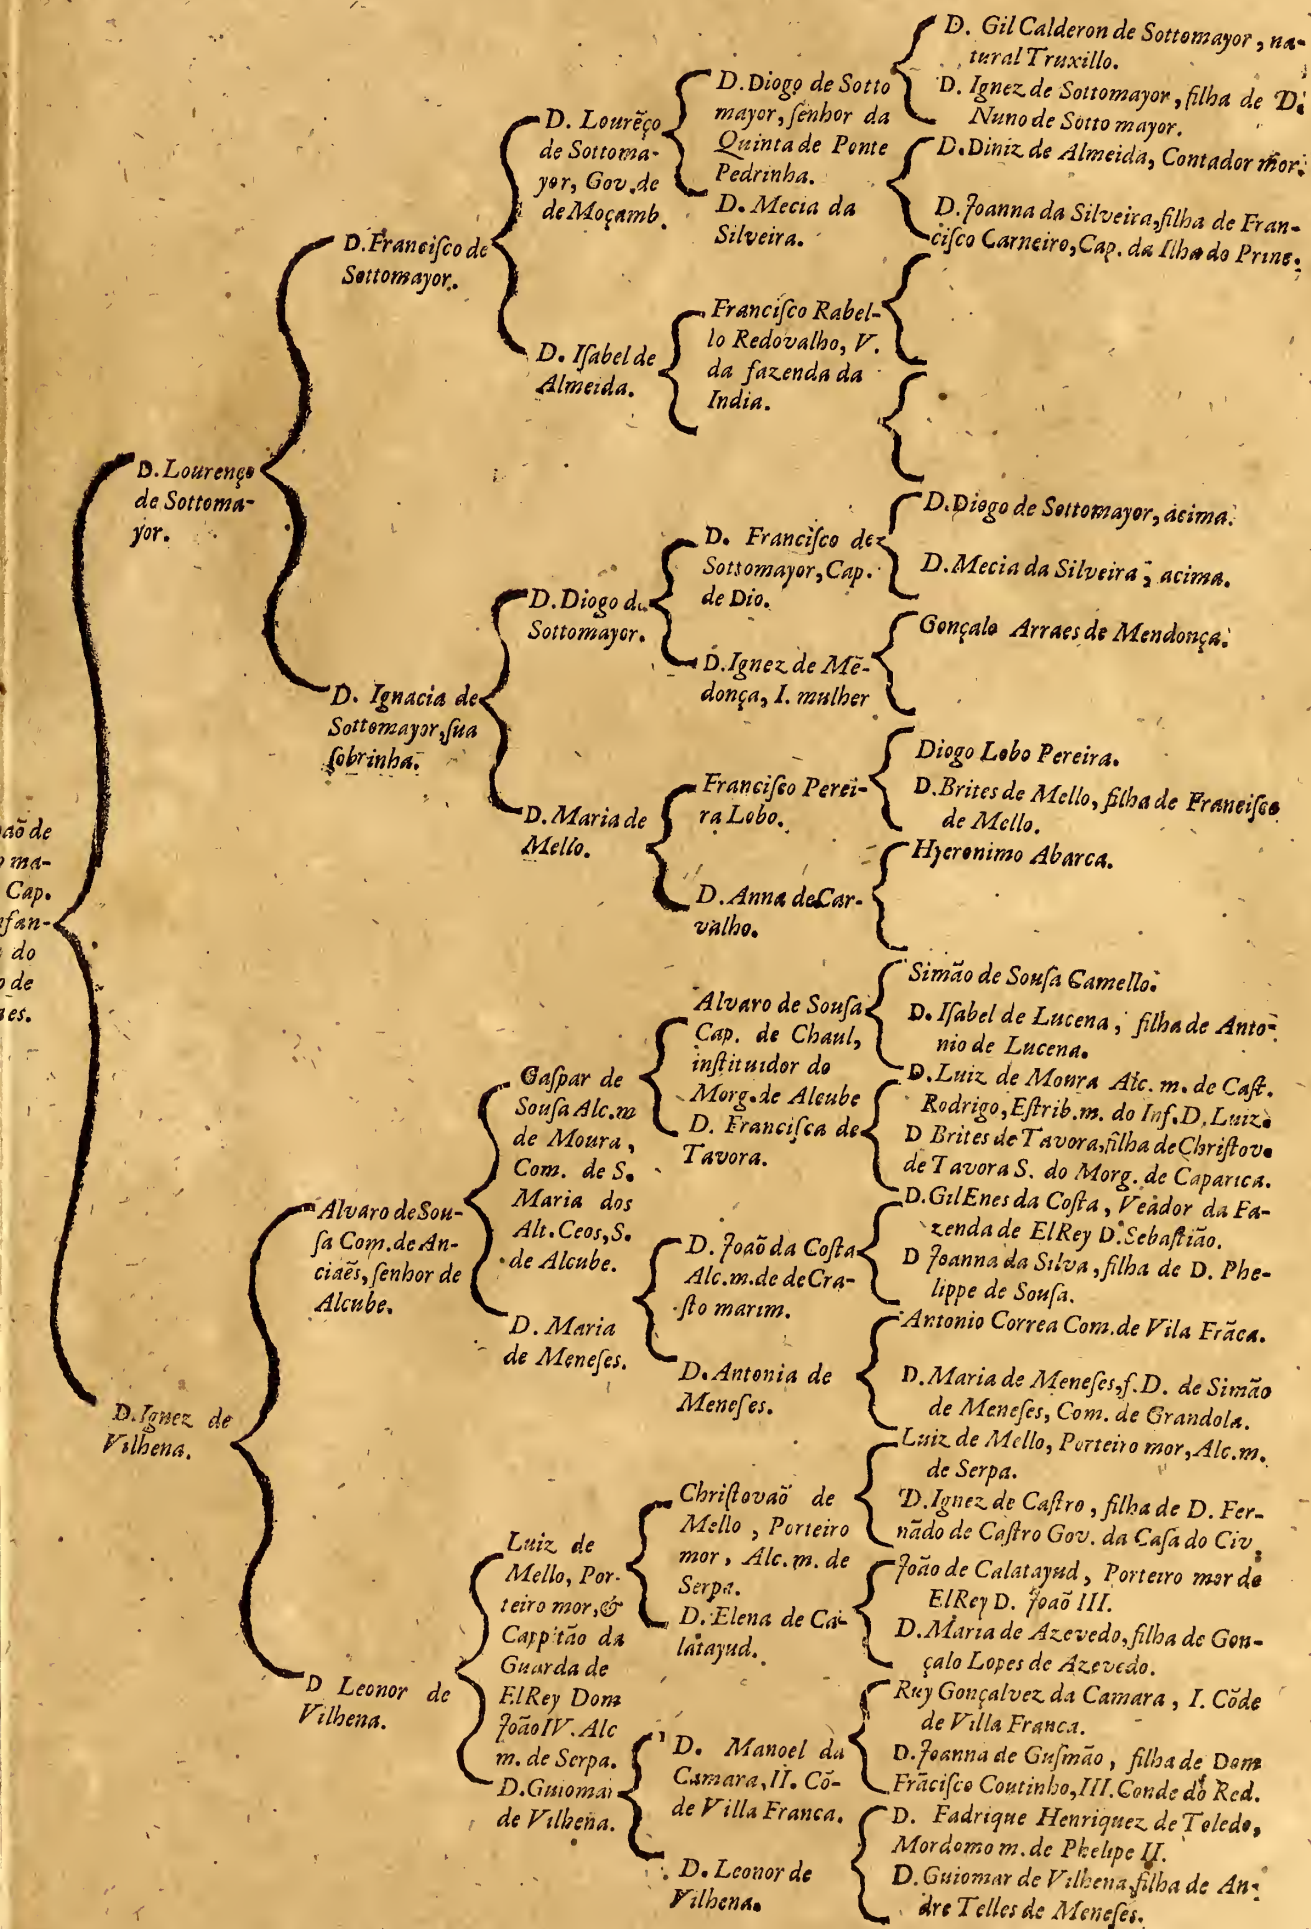 D. Gil Calderon de Sottomayor, na-
tural Truxillo.
D. Ignez de Sottomayor, filha de D.
Nuno de Sotto mayor.
D. Diogo de Sotto
mayor, ſenhor da
Quinta de Ponte
Pedrinha.
D. Mecia da
Silveira.
D. Diniz de Almeida, Contador mor.
D. Joanna da Silveira, filha de Fran-
ciſco Carneiro, Cap. da Ilha do Princ.
D. Lourẽço
de Sottoma-
yor, Gov. de
de Moçamb.
D. Franciſco de
Sottomayor.
D. Iſabel de
Almeida.
Franciſco Rabel-
lo Redovalho, V.
da fazenda da
India.
D. Lourenço
de Sottoma-
yor.
D. Diogo de Sottomayor, acima.
D. Mecia da Silveira, acima.
D. Franciſco de
Sottomayor, Cap.
de Dio.
D. Diogo de
Sottomayor.
Gonçalo Arraes de Mendonça.
D. Ignez de Mẽ-
donça, I. mulher
D. Ignacia de
Sottomayor, ſua
ſobrinha.
Diogo Lobo Pereira.
D. Brites de Mello, filha de Franciſco
de Mello.
Franciſco Perei-
ra Lobo.
D. Maria de
Mello.
Hyeronimo Abarca.
D. Anna de Car-
valho.
aõ de
ma-
Cap.
fan-
do
de
es.
Simão de Souſa Camello.
D. Iſabel de Lucena, filha de Anto-
nio de Lucena.
Alvaro de Souſa
Cap. de Chaul,
inſtituidor do
Morg. de Alcube
D. Franciſca de
Tavora.
D. Luiz de Moura Alc. m. de Caſt.
Rodrigo, Eſtrib. m. do Inf. D. Luiz.
D Brites de Tavora, filha de Chriſtovo
de Tavora S. do Morg. de Caparica.
Gaſpar de
Souſa Alc. m
de Moura,
Com. de S.
Maria dos
Alt. Ceos, S.
de Alcube.
Alvaro de Sou-
ſa Com. de An-
ciaẽs, ſenhor de
Alcube.
D. Gil Enes da Coſta, Veador da Fa-
zenda de ElRey D. Sebaſtião.
D Joanna da Silva, filha de D. Phe-
lippe de Souſa.
D. Joaõ da Coſta
Alc. m. de de Cra-
ſto marim.
D. Maria
de Meneſes.
Antonio Correa Com. de Vila Frãca.
D. Maria de Meneſes, f. D. de Simão
de Meneſes, Com. de Grandola.
D. Antonia de
Meneſes.
D. Ignez de
Vilhena.
Luiz de Mello, Porteiro mor, Alc. m.
de Serpa.
D. Ignez de Caſtro, filha de D. Fer-
nãdo de Caſtro Gov. da Caſa do Civ.
Chriſtovaõ de
Mello, Porteiro
mor, Alc. m. de
Serpa.
D. Elena de Ca-
latayud.
João de Calatayud, Porteiro mor de
ElRey D. Joaõ III.
D. Maria de Azevedo, filha de Gon-
çalo Lopes de Azevedo.
Luiz de
Mello, Por-
teiro mor, &
Cappitão da
Guarda de
ElRey Dom
João IV. Alc
m. de Serpa.
D. Guiomar
de Vilhena.
D Leonor de
Vilhena.
Ruy Gonçalvez da Camara, I. Cõde
de Villa Franca.
D. Joanna de Guſmão, filha de Dom
Frãciſco Coutinho, III. Conde do Red.
D. Manoel da
Camara, II. Cõ-
de Villa Franca.
D. Fadrique Henriquez de Toledo,
Mordomo m. de Phelipe II.
D. Guiomar de Vilhena, filha de An-
dre Telles de Meneſes.
D. Leonor de
Vilhena.